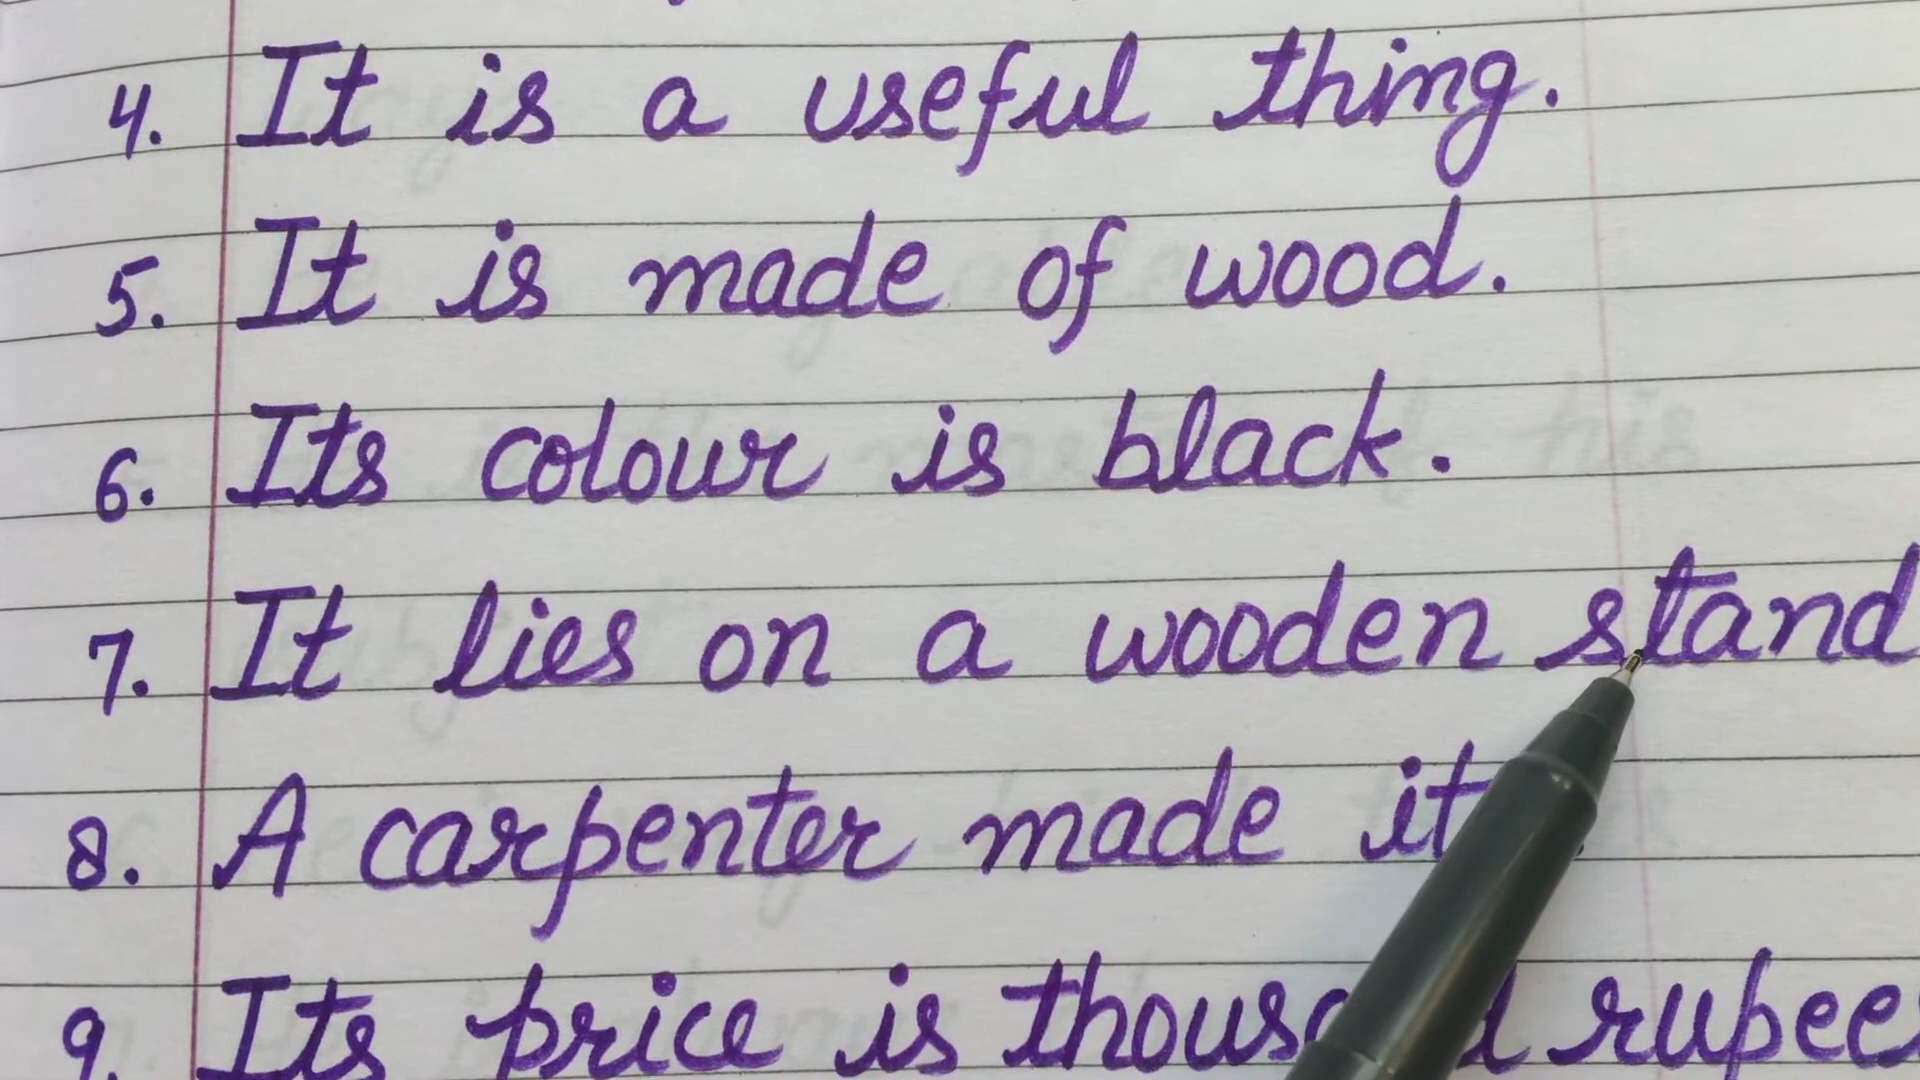 4. It is a useful thing.
5. It is made of wood.
6. Its colour is black.
7. It lies on a wooden stand
8. A carpenter made it
9. Its price is rupee